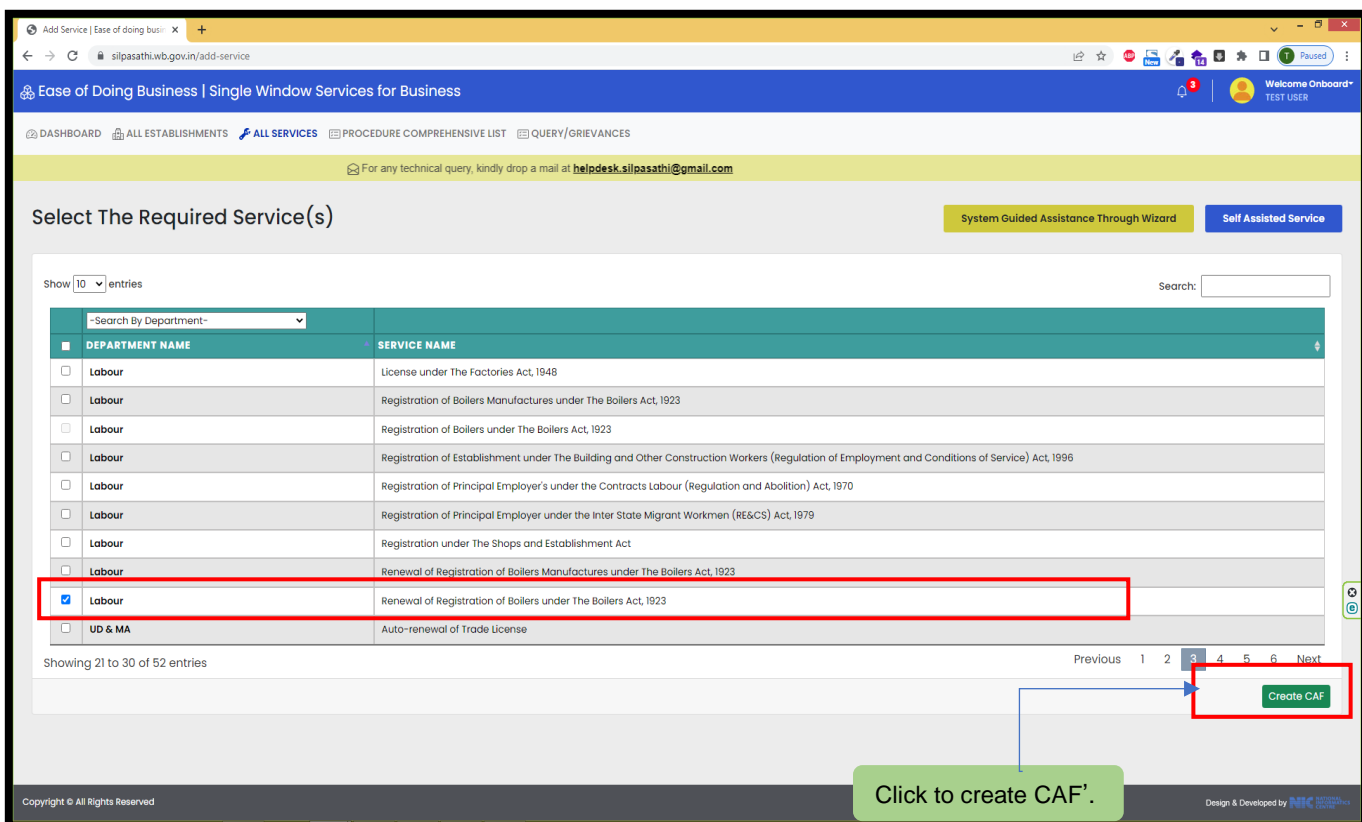 Add Service | Ease of doing busin
silpasathi.wb.gov.in/add-service
ABP
New
14
T
Paused
Ease of Doing Business | Single Window Services for Business
3
Welcome Onboard
TEST USER
DASHBOARD ALL ESTABLISHMENTS ALL SERVICES PROCEDURE COMPREHENSIVE LIST QUERY/GRIEVANCES
For any technical query, kindly drop a mail at helpdesk.silpasathi@gmail.com
Select The Required Service(s)
System Guided Assistance Through Wizard
Self Assisted Service
Show 10 entries
Search:
-Search By Department-
DEPARTMENT NAME SERVICE NAME
Labour License under The Factories Act, 1948
Labour Registration of Boilers Manufactures under The Boilers Act, 1923
Labour Registration of Boilers under The Boilers Act, 1923
Labour Registration of Establishment under The Building and Other Construction Workers (Regulation of Employment and Conditions of Service) Act, 1996
Labour Registration of Principal Employer's under the Contracts Labour (Regulation and Abolition) Act, 1970
Labour Registration of Principal Employer under the Inter State Migrant Workmen (RE&CS) Act, 1979
Labour Registration under The Shops and Establishment Act
Labour Renewal of Registration of Boilers Manufactures under The Boilers Act, 1923
Labour Renewal of Registration of Boilers under The Boilers Act, 1923
UD & MA Auto-renewal of Trade License
Showing 21 to 30 of 52 entries
Previous 1 2 3 4 5 6 Next
Create CAF
Click to create CAF’.
Copyright © All Rights Reserved
Design & Developed by NIC NATIONAL INFORMATICS CENTRE